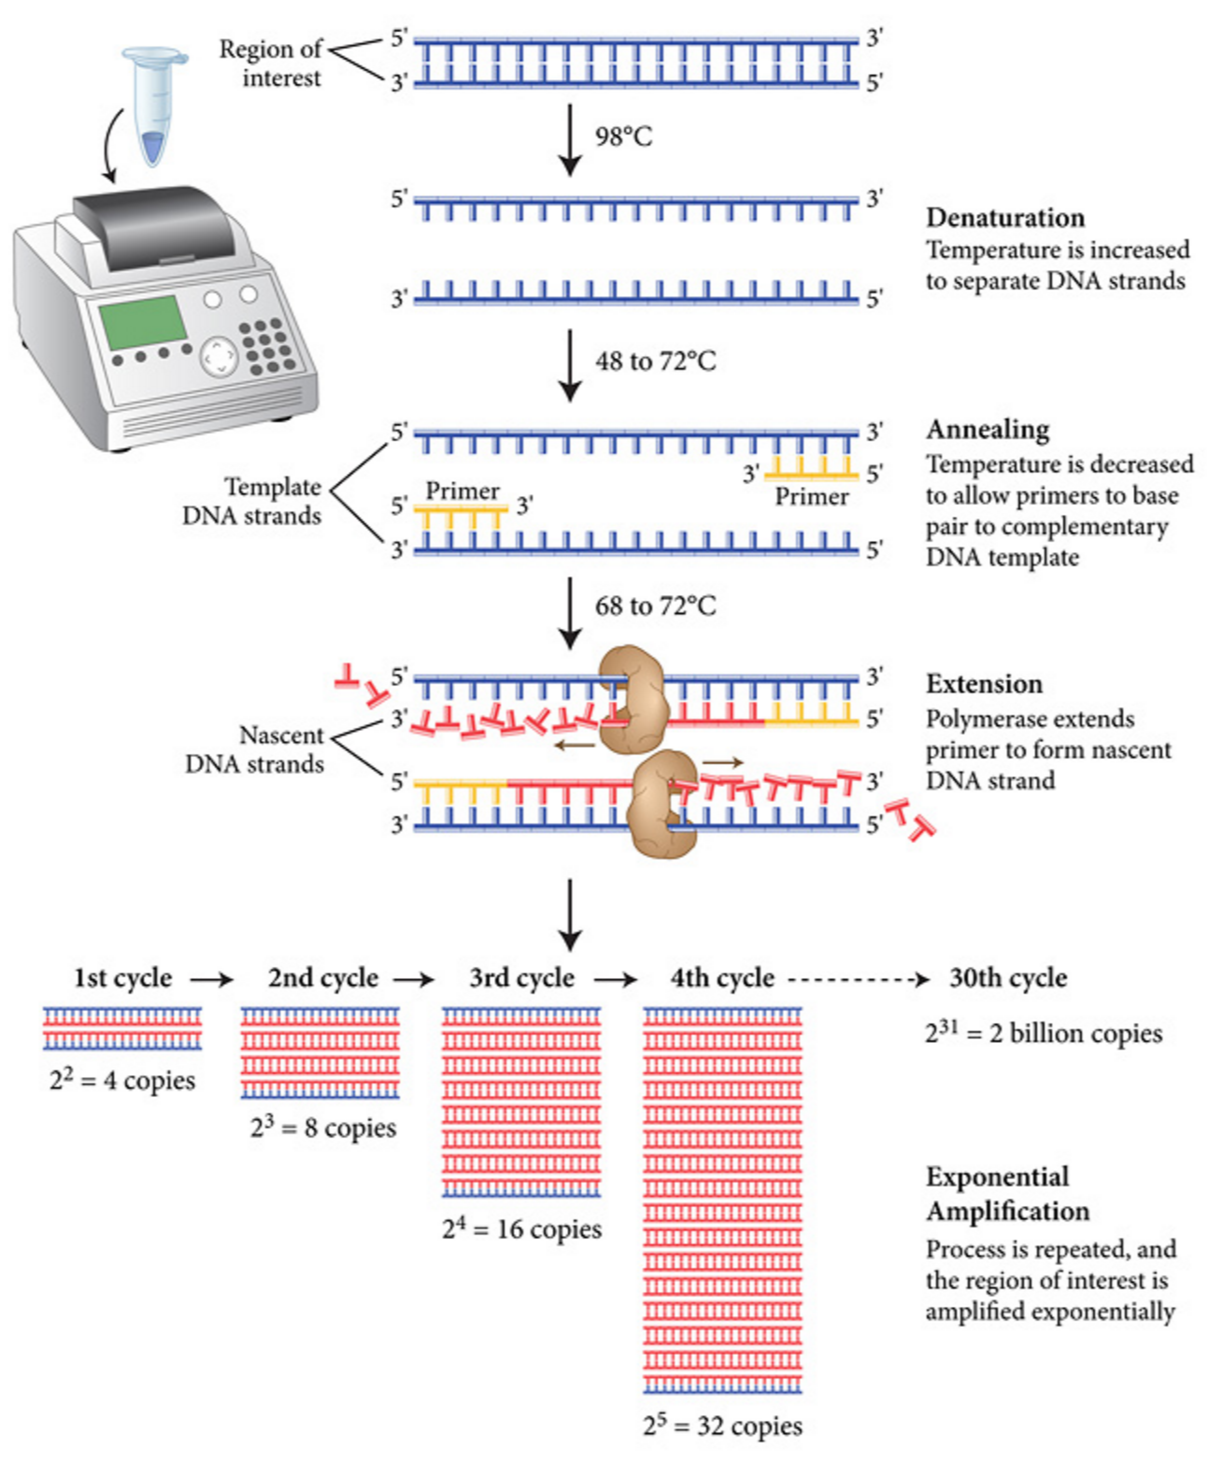 Region of
interest
5'
3'
3'
5'
98°C
5'
3'
3'
5'
Denaturation
Temperature is increased
to separate DNA strands
48 to 72°C
5'
3'
3'
5'
Primer
Template
DNA strands
Primer
5'
3'
3'
5'
Annealing
Temperature is decreased
to allow primers to base
pair to complementary
DNA template
68 to 72°C
5'
3'
3'
5'
Nascent
DNA strands
5'
3'
3'
5'
Extension
Polymerase extends
primer to form nascent
DNA strand
1st cycle
2nd cycle
3rd cycle
4th cycle
30th cycle
2² = 4 copies
2³ = 8 copies
2⁴ = 16 copies
2⁵ = 32 copies
2³¹ = 2 billion copies
Exponential
Amplification
Process is repeated, and
the region of interest is
amplified exponentially